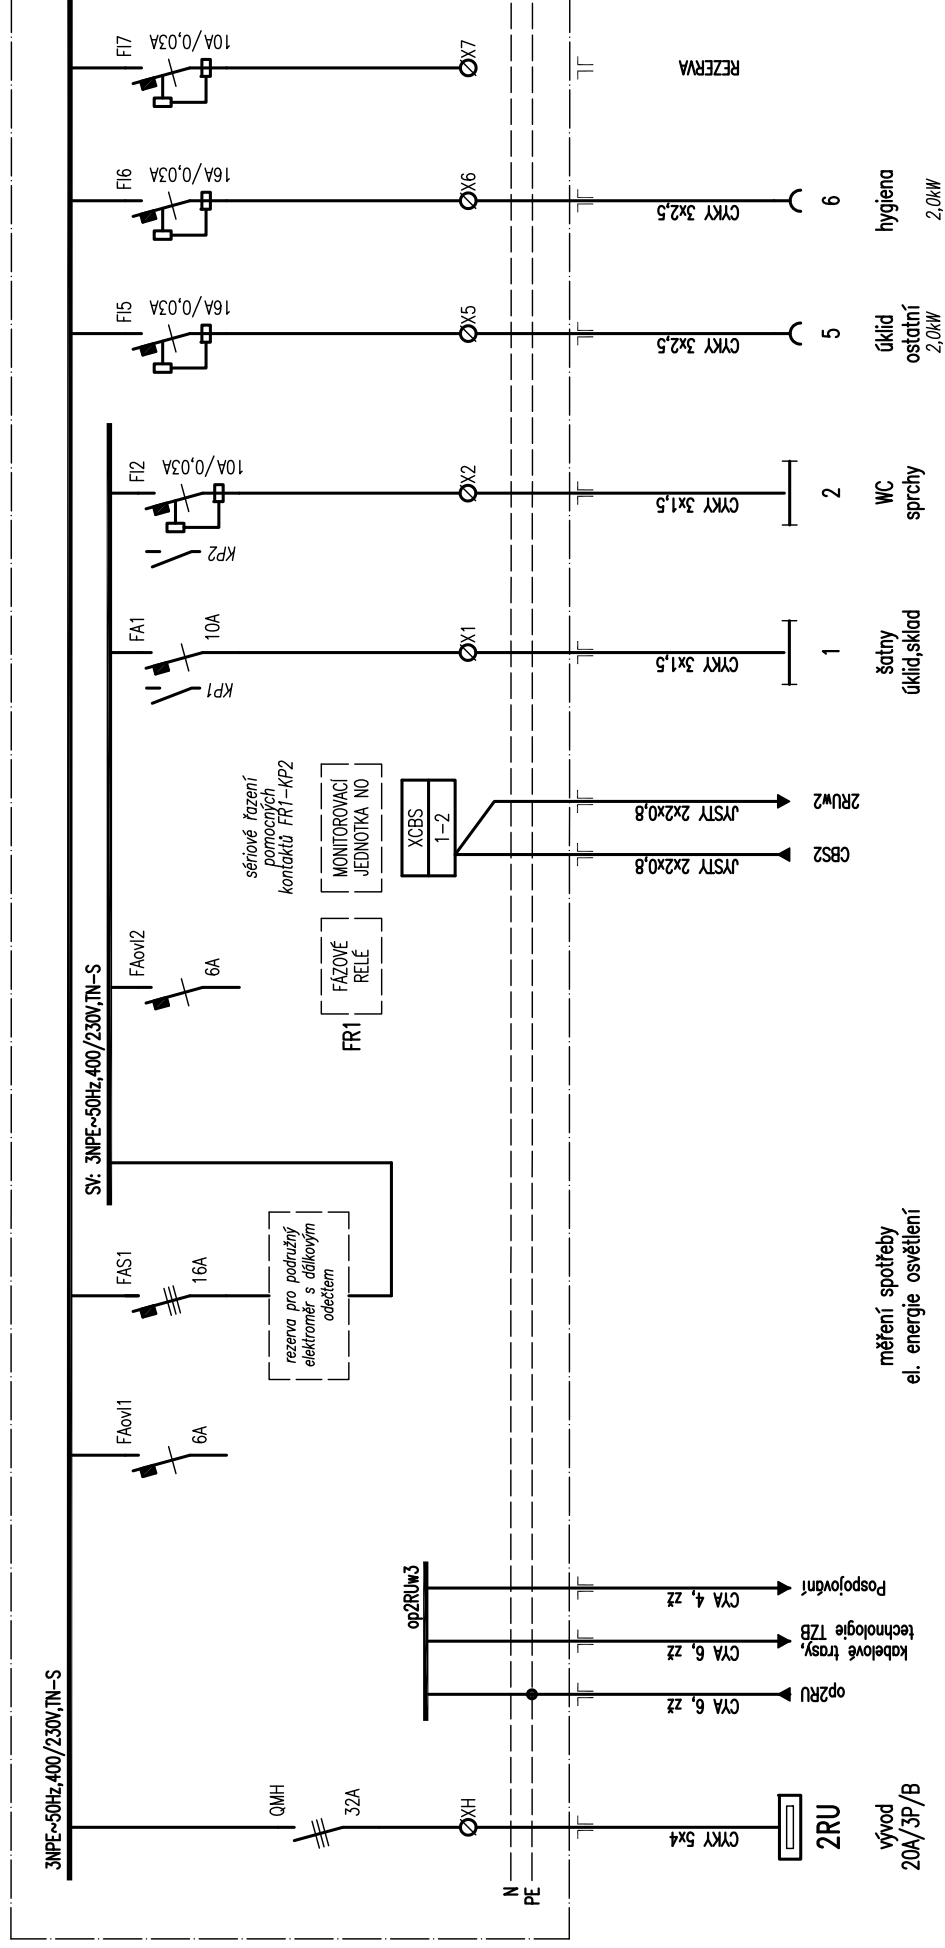 3NPE~50Hz,400/230V,TN-S
QMH
32A
XH
N
PE
CYKY 5x4
2RU
vývod
20A/3P/B
op2RUw3
CYA 6, zž
op2RU
CYA 6, zž
kabelové trasy,
technologie TZB
CYA 4, zž
Pospojování
FAovl1
6A
FAS1
16A
rezerva pro podružný
elektroměr s dálkovým
odečtem
měření spotřeby
el. energie osvětlení
SV: 3NPE~50Hz,400/230V,TN-S
FAovl2
6A
FR1
FÁZOVÉ
RELÉ
sériové řazení
pomocných
kontaktů FR1-KP2
MONITOROVACÍ
JEDNOTKA NO
XCBS
1-2
JYSTY 2x2x0,8
CBS2
JYSTY 2x2x0,8
2RUw2
FA1
10A
KP1
X1
CYKY 3x1,5
1
šatny
úklid,sklad
FI2
10A/0,03A
KP2
X2
CYKY 3x1,5
2
WC
sprchy
FI5
16A/0,03A
X5
CYKY 3x2,5
5
úklid
ostatní
2,0kW
FI6
16A/0,03A
X6
CYKY 3x2,5
6
hygiena
2,0kW
FI7
10A/0,03A
X7
REZERVA